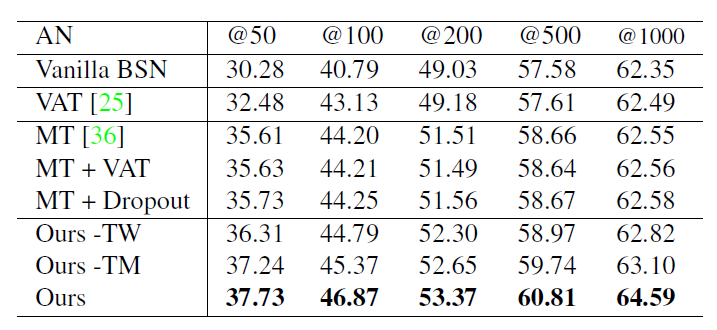 AN @50 @100 @200 @500 @1000
Vanilla BSN 30.28 40.79 49.03 57.58 62.35
VAT [25] 32.48 43.13 49.18 57.61 62.49
MT [36] 35.61 44.20 51.51 58.66 62.55
MT + VAT 35.63 44.21 51.49 58.64 62.56
MT + Dropout 35.73 44.25 51.56 58.67 62.58
Ours -TW 36.31 44.79 52.30 58.97 62.82
Ours -TM 37.24 45.37 52.65 59.74 63.10
Ours 37.73 46.87 53.37 60.81 64.59